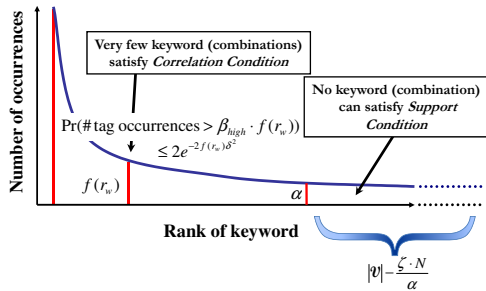 Very few keyword (combinations)
satisfy Correlation Condition
No keyword (combination)
can satisfy Support
Condition
Number of occurrences
Pr(# tag occurrences > β_high · f(r_w))
≤ 2e^{-2f(r_w)δ²}
f(r_w)
α
Rank of keyword
|𝒱| − ζ · N / α